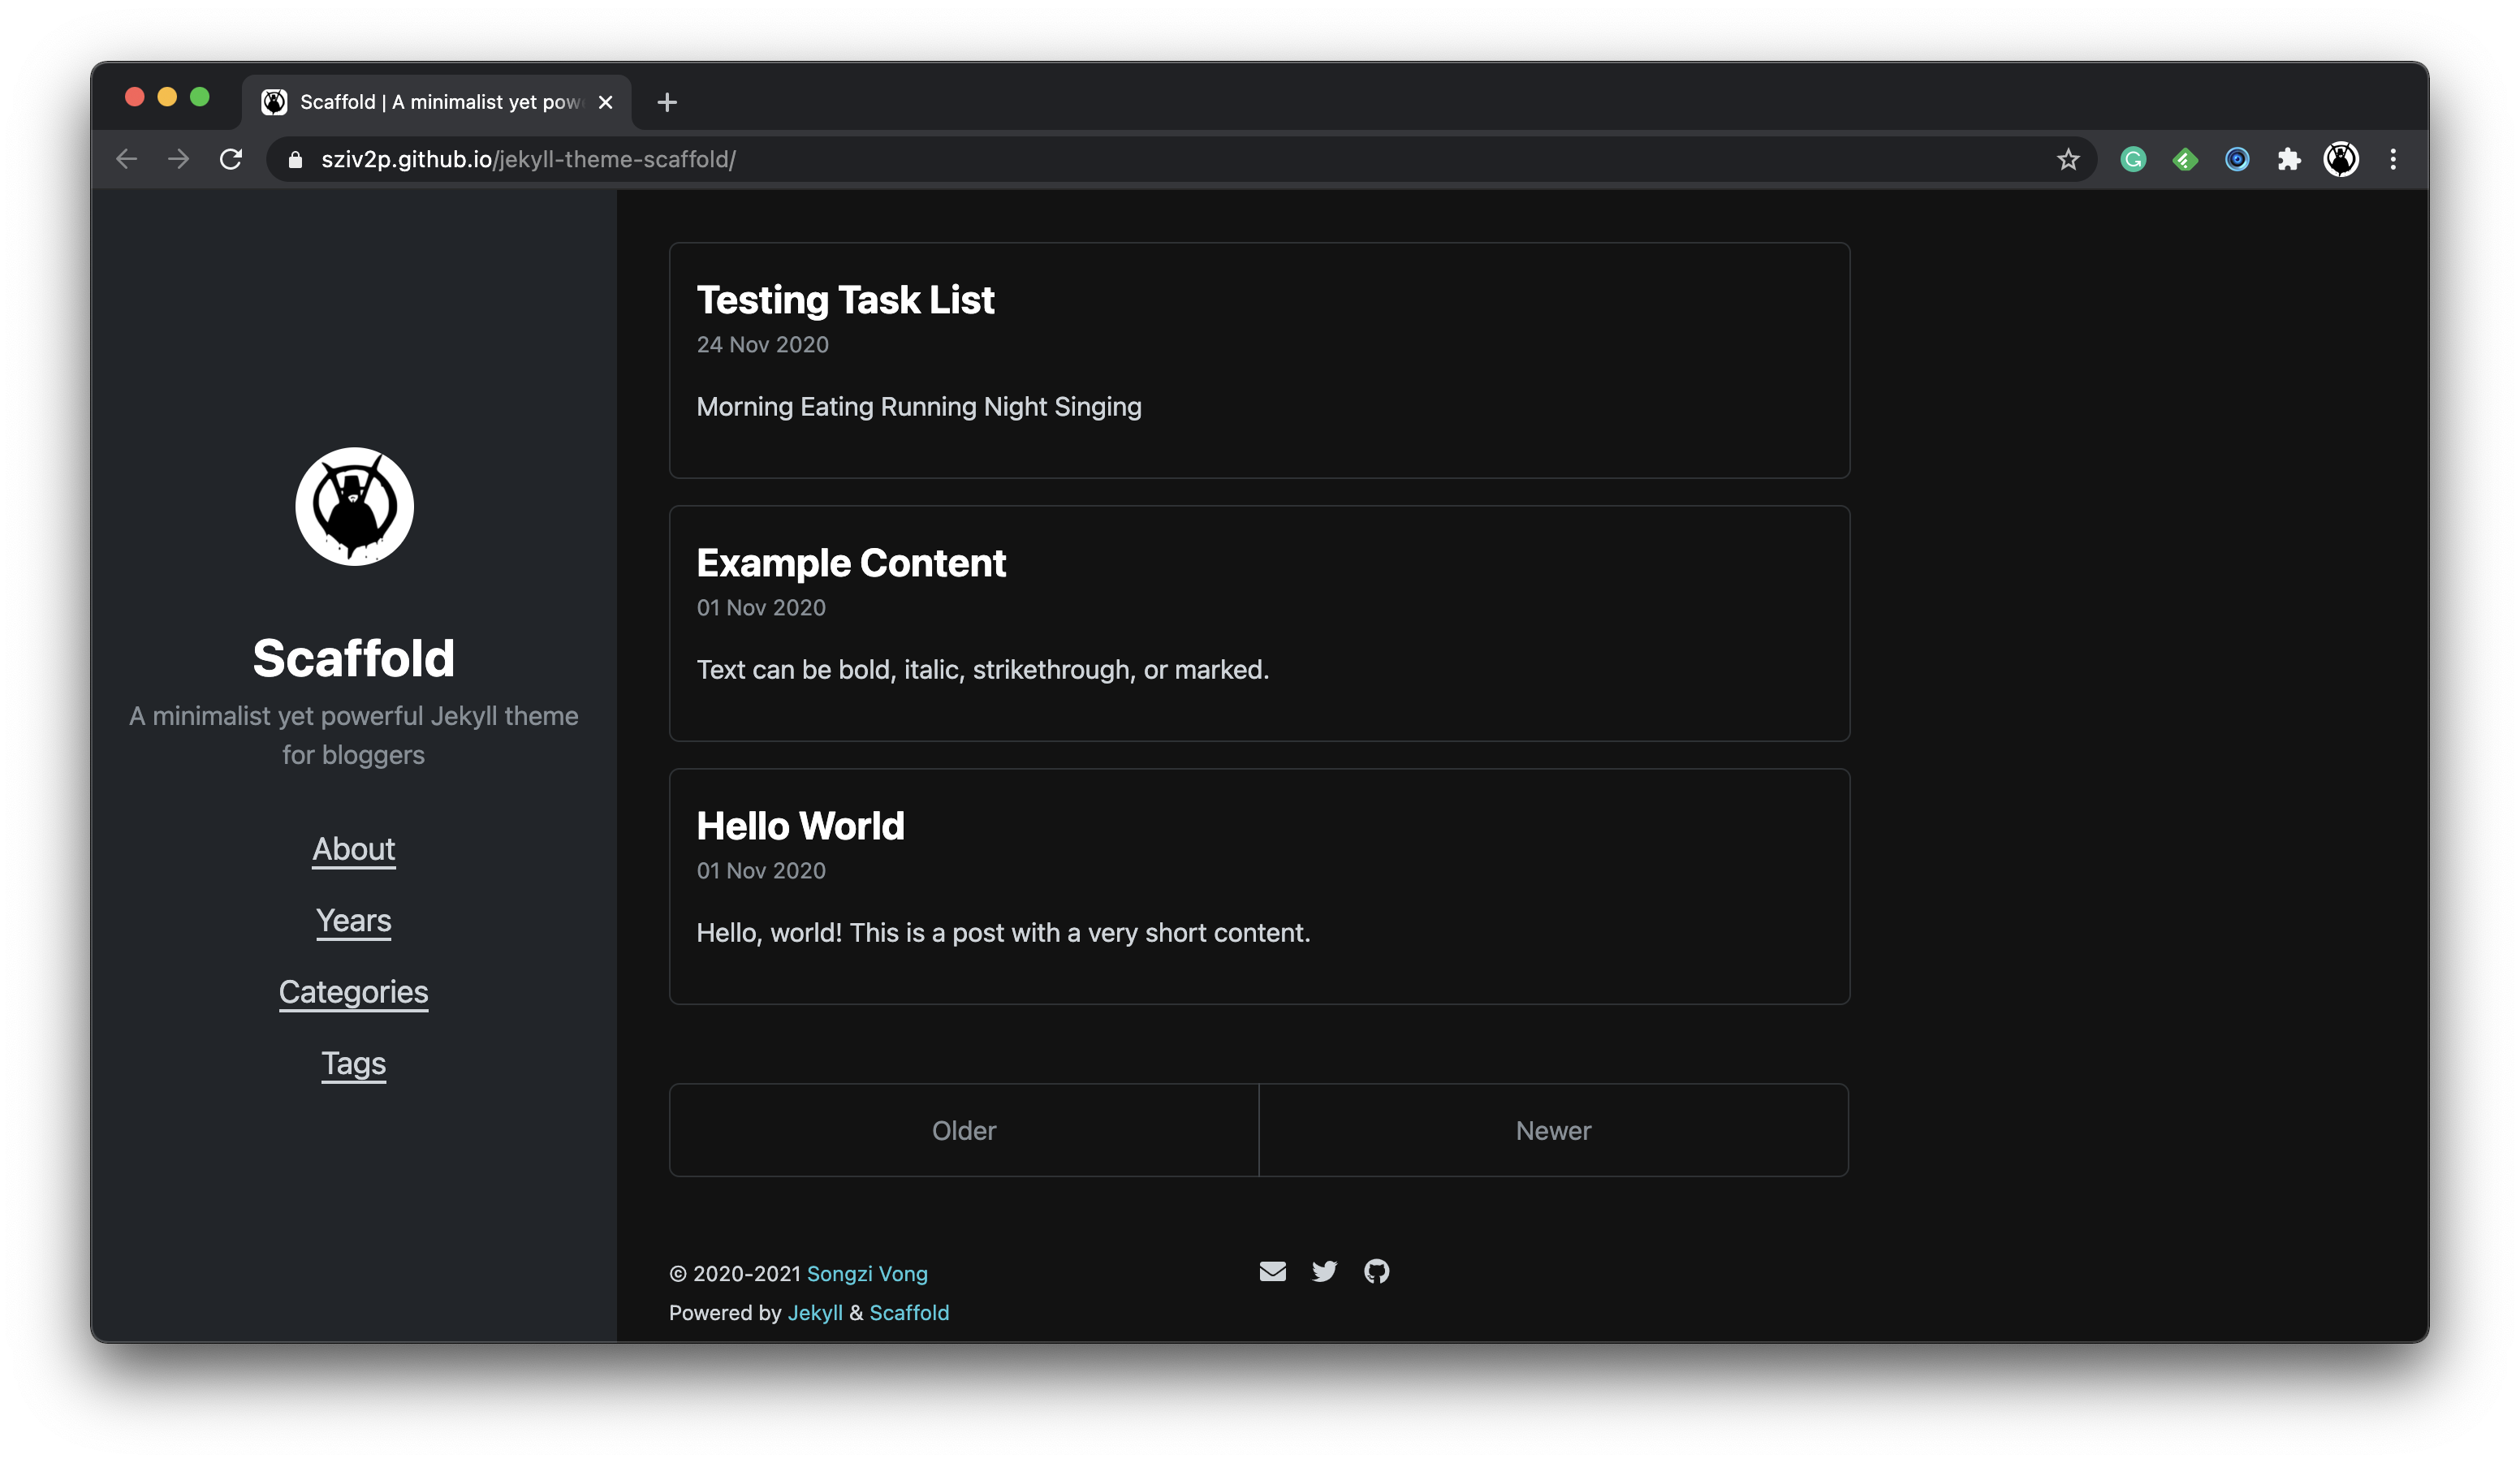 Scaffold | A minimalist yet pow
sziv2p.github.io/jekyll-theme-scaffold/
Scaffold
A minimalist yet powerful Jekyll theme
for bloggers
About
Years
Categories
Tags
Testing Task List
24 Nov 2020
Morning Eating Running Night Singing
Example Content
01 Nov 2020
Text can be bold, italic, strikethrough, or marked.
Hello World
01 Nov 2020
Hello, world! This is a post with a very short content.
Older
Newer
© 2020-2021 Songzi Vong
Powered by Jekyll & Scaffold